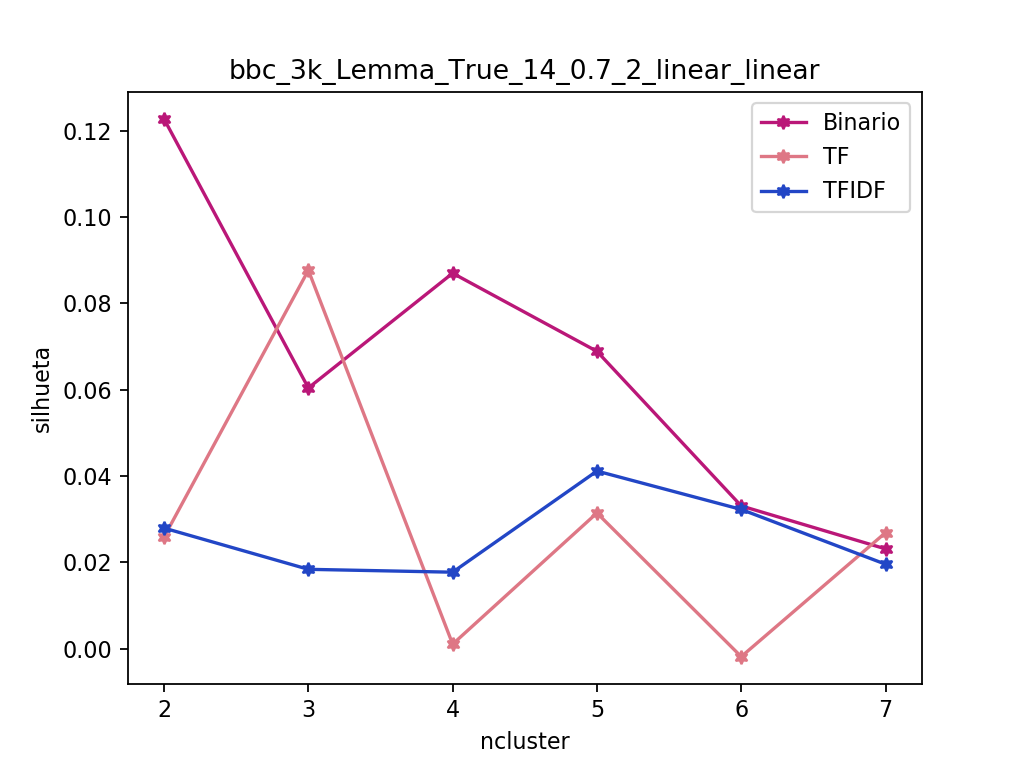 bbc_3k_Lemma_True_14_0.7_2_linear_linear
Binario
TF
TFIDF
silhueta
0.12
0.10
0.08
0.06
0.04
0.02
0.00
2 3 4 5 6 7
ncluster